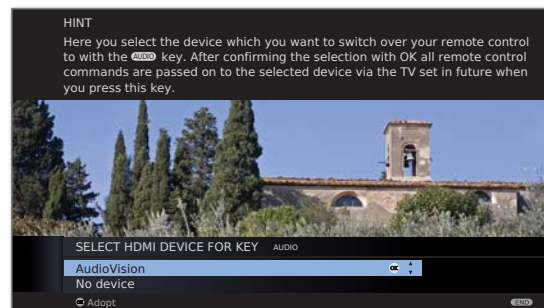 HINT
Here you select the device which you want to switch over your remote control
to with the AUDIO key. After confirming the selection with OK all remote control
commands are passed on to the selected device via the TV set in future when
you press this key.
SELECT HDMI DEVICE FOR KEY AUDIO
AudioVision OK
No device
OK Adopt END